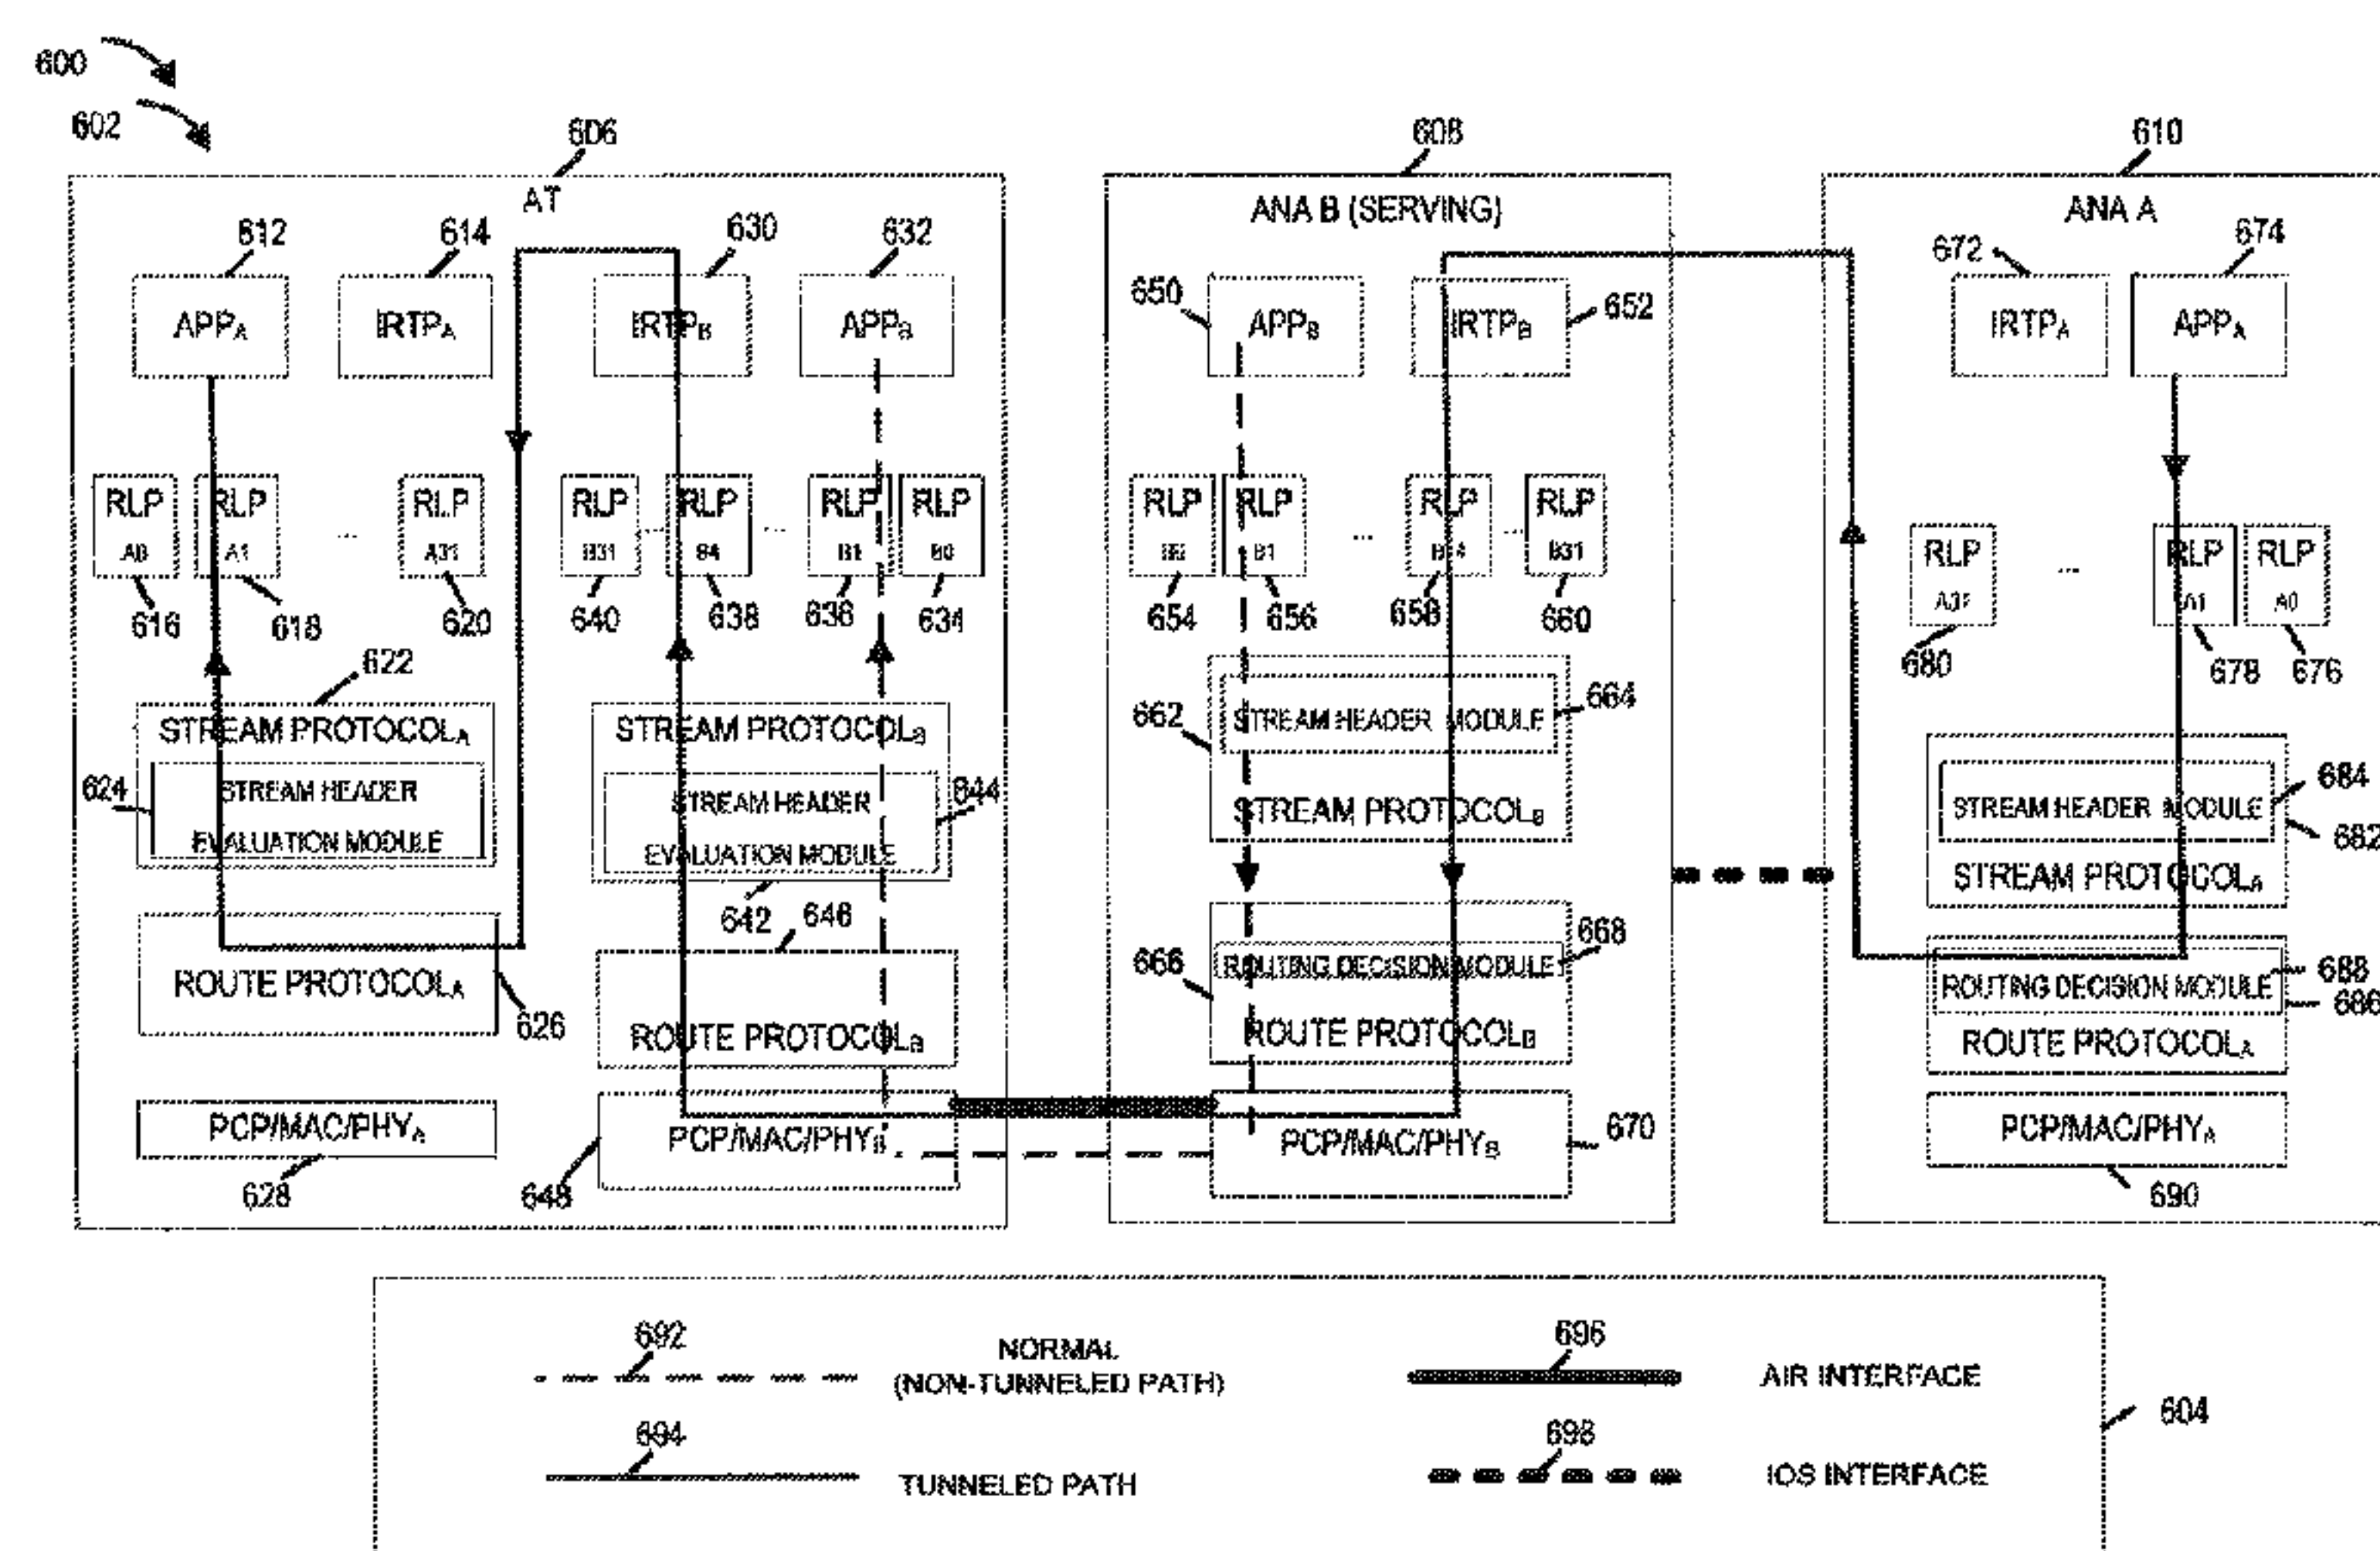 600
602
606
608
610
AT
ANA B (SERVING)
ANA A
612
614
630
632
650
652
672
674
APPA
IRTPA
IRTPB
APPB
APPB
IRTPB
IRTPA
APPA
RLP A0
RLP A1
...
RLP A31
RLP B31
...
RLP B4
...
RLP B1
RLP B0
RLP
RLP B1
...
RLP
...
RLP B31
RLP
...
RLP A1
RLP A0
616
618
620
640
638
636
634
654
656
658
660
680
678
676
622
STREAM PROTOCOLA
624
STREAM HEADER
EVALUATION MODULE
STREAM PROTOCOLB
STREAM HEADER
EVALUATION MODULE
644
642
662
STREAM HEADER MODULE
664
STREAM PROTOCOLB
STREAM HEADER MODULE
684
682
STREAM PROTOCOLA
ROUTE PROTOCOLA
626
646
ROUTE PROTOCOLB
666
ROUTING DECISION MODULE
668
ROUTE PROTOCOLB
ROUTING DECISION MODULE
688
686
ROUTE PROTOCOLA
PCP/MAC/PHYA
628
648
PCP/MAC/PHYB
PCP/MAC/PHYB
670
PCP/MAC/PHYA
690
692
NORMAL
(NON-TUNNELED PATH)
696
AIR INTERFACE
694
TUNNELED PATH
698
IOS INTERFACE
604